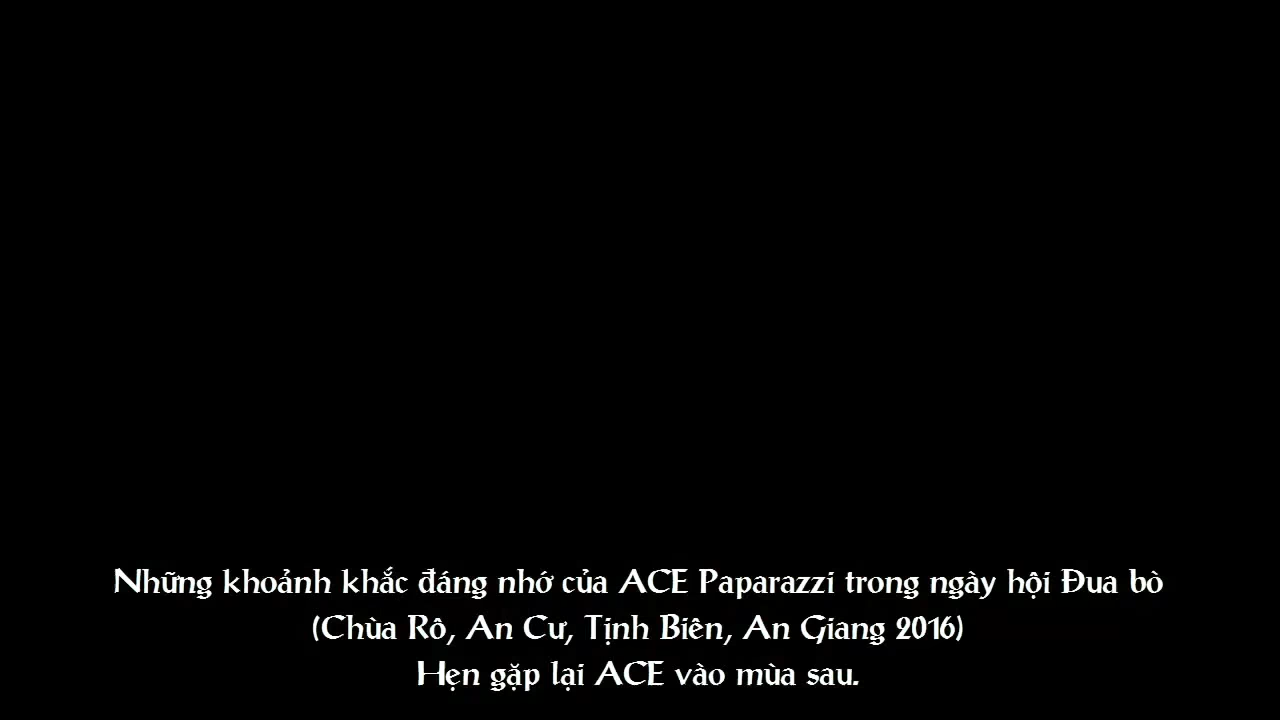 Những khoảnh khắc đáng nhớ của ACE Paparazzi trong ngày hội Đua bò
(Chùa Rô, An Cư, Tịnh Biên, An Giang 2016)
Hẹn gặp lại ACE vào mùa sau.